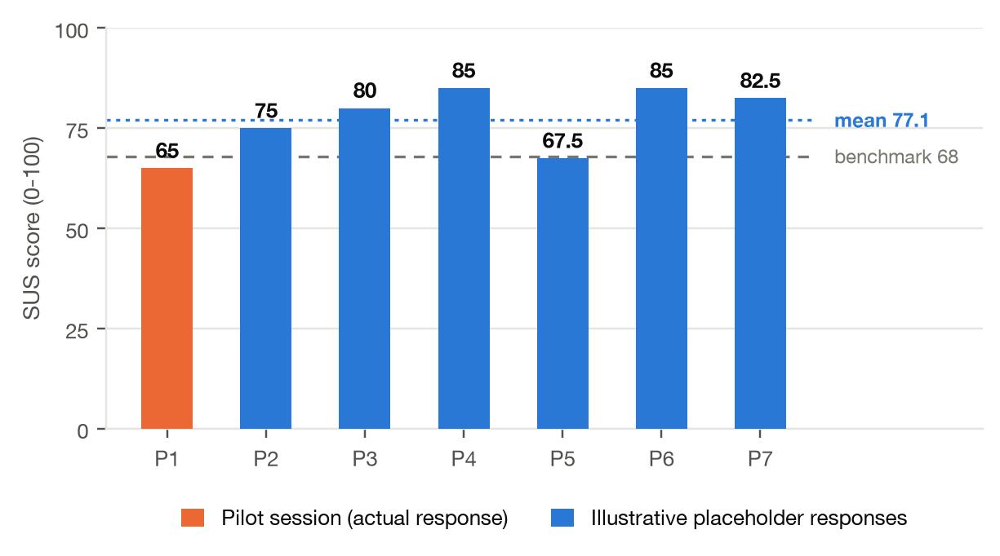 100
75
50
25
0
SUS score (0-100)
65
75
80
85
67.5
85
82.5
mean 77.1
benchmark 68
P1 P2 P3 P4 P5 P6 P7
Pilot session (actual response) Illustrative placeholder responses